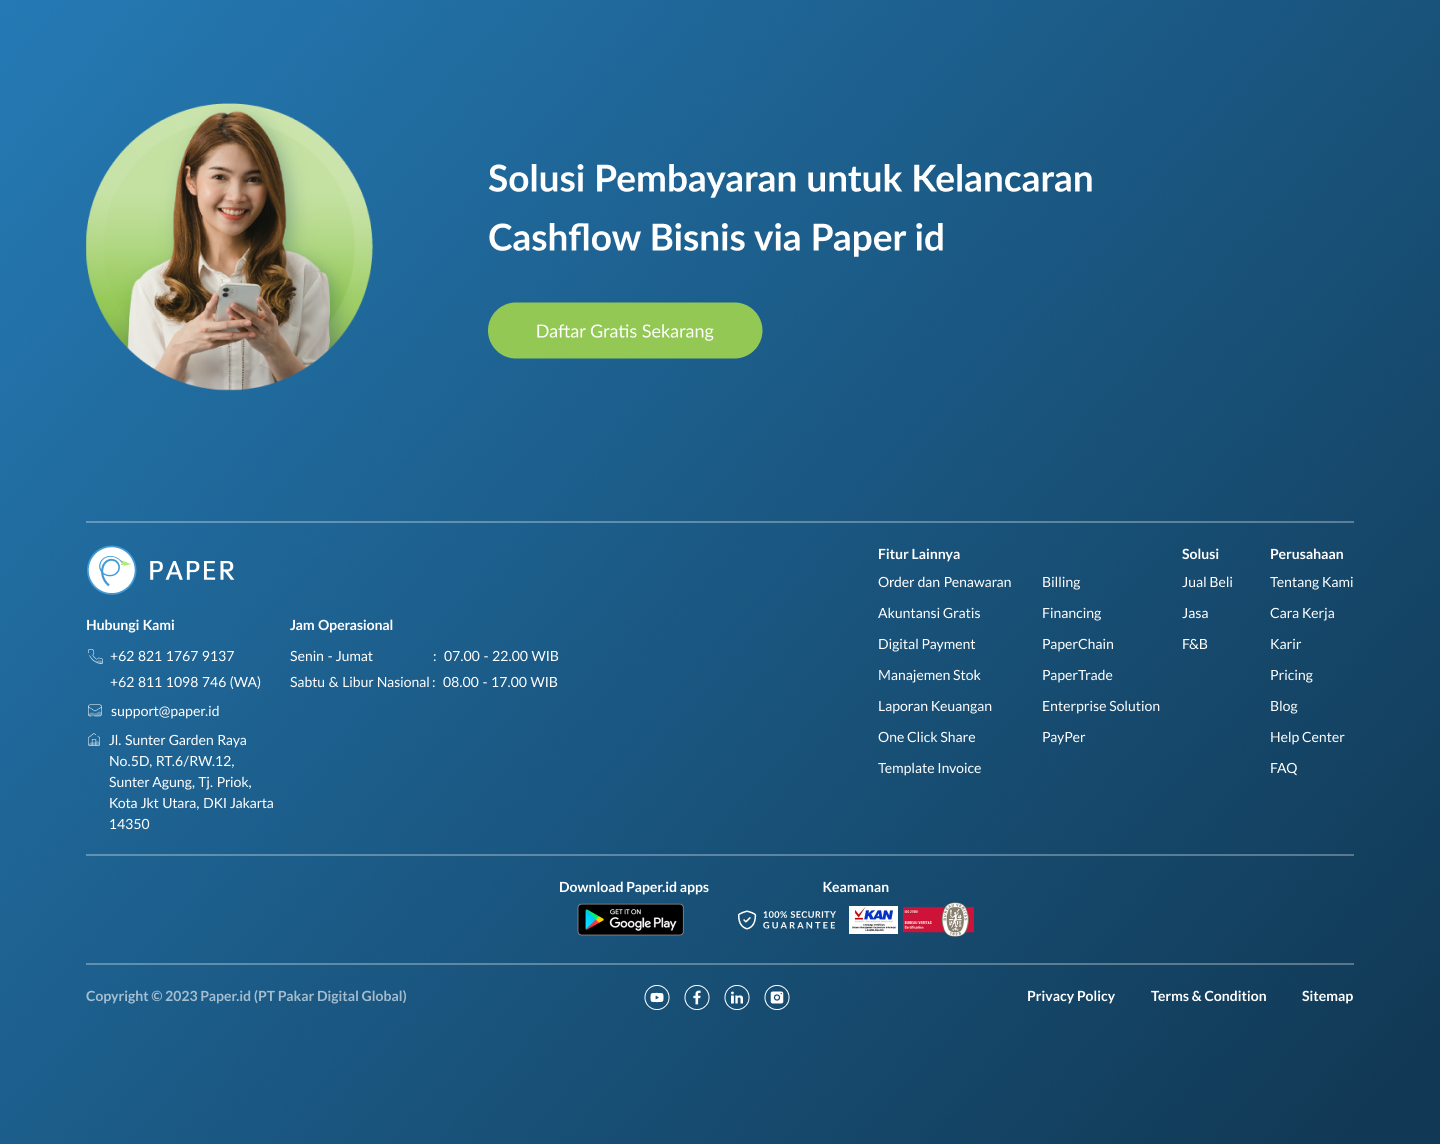 Solusi Pembayaran untuk Kelancaran
Cashflow Bisnis via Paper id
Daftar Gratis Sekarang
PAPER
Hubungi Kami
+62 821 1767 9137
+62 811 1098 746 (WA)
support@paper.id
Jl. Sunter Garden Raya
No.5D, RT.6/RW.12,
Sunter Agung, Tj. Priok,
Kota Jkt Utara, DKI Jakarta
14350
Jam Operasional
Senin - Jumat : 07.00 - 22.00 WIB
Sabtu & Libur Nasional : 08.00 - 17.00 WIB
Fitur Lainnya
Order dan Penawaran
Akuntansi Gratis
Digital Payment
Manajemen Stok
Laporan Keuangan
One Click Share
Template Invoice
Billing
Financing
PaperChain
PaperTrade
Enterprise Solution
PayPer
Solusi
Jual Beli
Jasa
F&B
Perusahaan
Tentang Kami
Cara Kerja
Karir
Pricing
Blog
Help Center
FAQ
Download Paper.id apps
GET IT ON
Google Play
Keamanan
100% SECURITY
GUARANTEE
KAN
BUREAU VERITAS
Certification
Copyright © 2023 Paper.id (PT Pakar Digital Global)
Privacy Policy
Terms & Condition
Sitemap